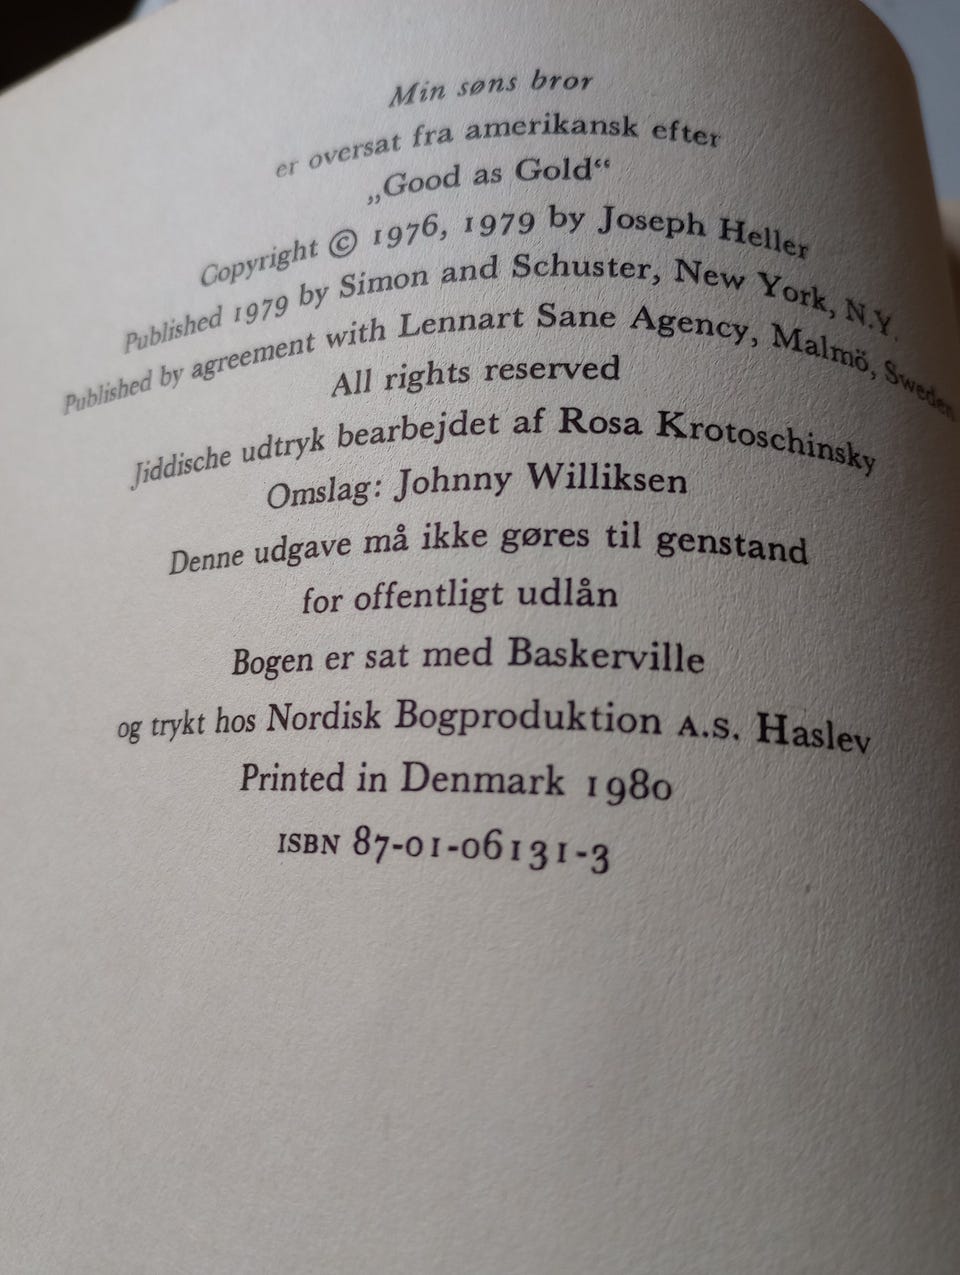 Min søns bror
er oversat fra amerikansk efter
„Good as Gold“
Copyright © 1976, 1979 by Joseph Heller
Published 1979 by Simon and Schuster, New York, N.Y.
Published by agreement with Lennart Sane Agency, Malmö, Sweden.
All rights reserved
Jiddische udtryk bearbejdet af Rosa Krotoschinsky
Omslag: Johnny Williksen
Denne udgave må ikke gøres til genstand
for offentligt udlån
Bogen er sat med Baskerville
og trykt hos Nordisk Bogproduktion A.S. Haslev
Printed in Denmark 1980
ISBN 87-01-06131-3